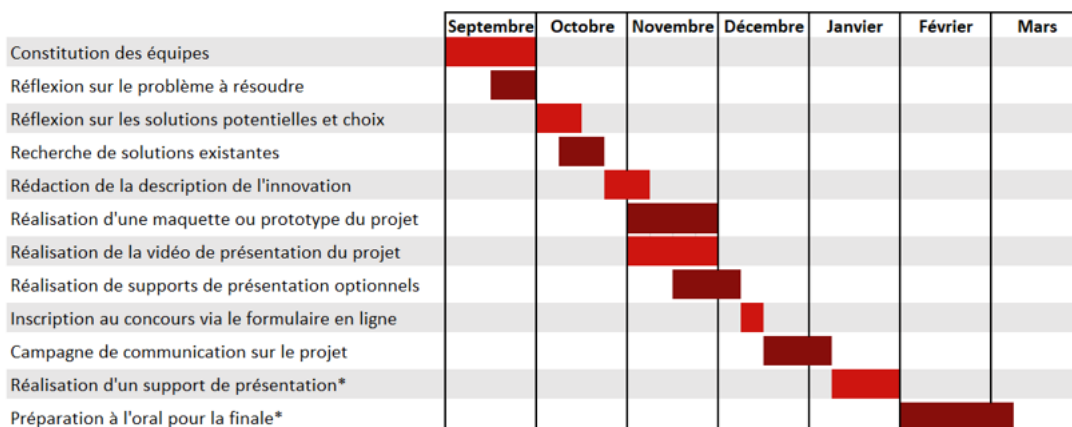 Septembre Octobre Novembre Décembre Janvier Février Mars
Constitution des équipes
Réflexion sur le problème à résoudre
Réflexion sur les solutions potentielles et choix
Recherche de solutions existantes
Rédaction de la description de l'innovation
Réalisation d'une maquette ou prototype du projet
Réalisation de la vidéo de présentation du projet
Réalisation de supports de présentation optionnels
Inscription au concours via le formulaire en ligne
Campagne de communication sur le projet
Réalisation d'un support de présentation*
Préparation à l'oral pour la finale*